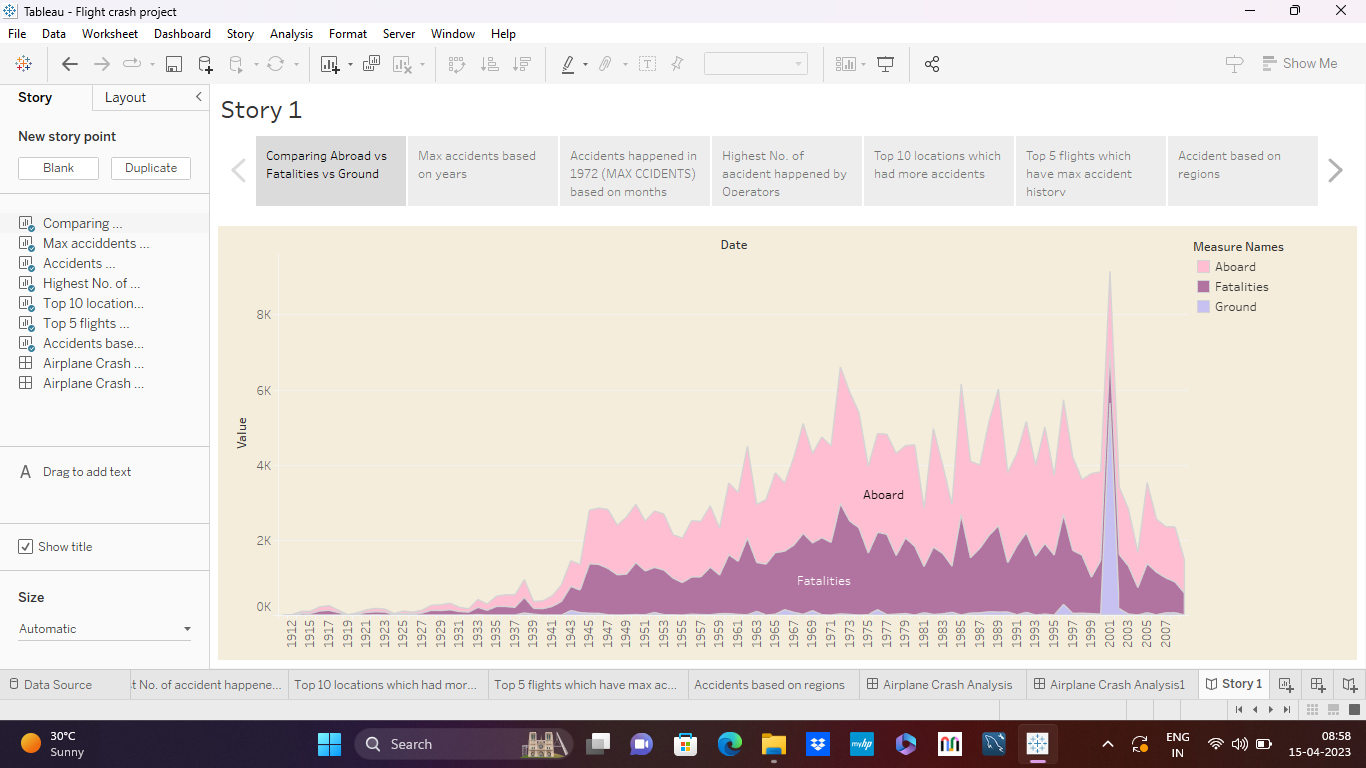 Tableau - Flight crash project
File Data Worksheet Dashboard Story Analysis Format Server Window Help
Show Me
Story Layout
New story point
Blank Duplicate
Comparing ...
Max acciddents ...
Accidents ...
Highest No. of ...
Top 10 location...
Top 5 flights ...
Accidents base...
Airplane Crash ...
Airplane Crash ...
A Drag to add text
Show title
Size
Automatic
Story 1
Comparing Abroad vs
Fatalities vs Ground
Max accidents based
on years
Accidents happened in
1972 (MAX CCIDENTS)
based on months
Highest No. of
aacident happened by
Operators
Top 10 locations which
had more accidents
Top 5 flights which
have max accident
history
Accident based on
regions
Date
Measure Names
Aboard
Fatalities
Ground
Value
8K
6K
4K
2K
0K
Aboard
Fatalities
1912 1915 1917 1919 1921 1923 1925 1927 1929 1931 1933 1935 1937 1939 1941 1943 1945 1947 1949 1951 1953 1955 1957 1959 1961 1963 1965 1967 1969 1971 1973 1975 1977 1979 1981 1983 1985 1987 1989 1991 1993 1995 1997 1999 2001 2003 2005 2007
Data Source t No. of accident happene... Top 10 locations which had mor... Top 5 flights which have max ac... Accidents based on regions Airplane Crash Analysis Airplane Crash Analysis1 Story 1
30°C
Sunny
Search
myhp
ENG
IN
08:58
15-04-2023